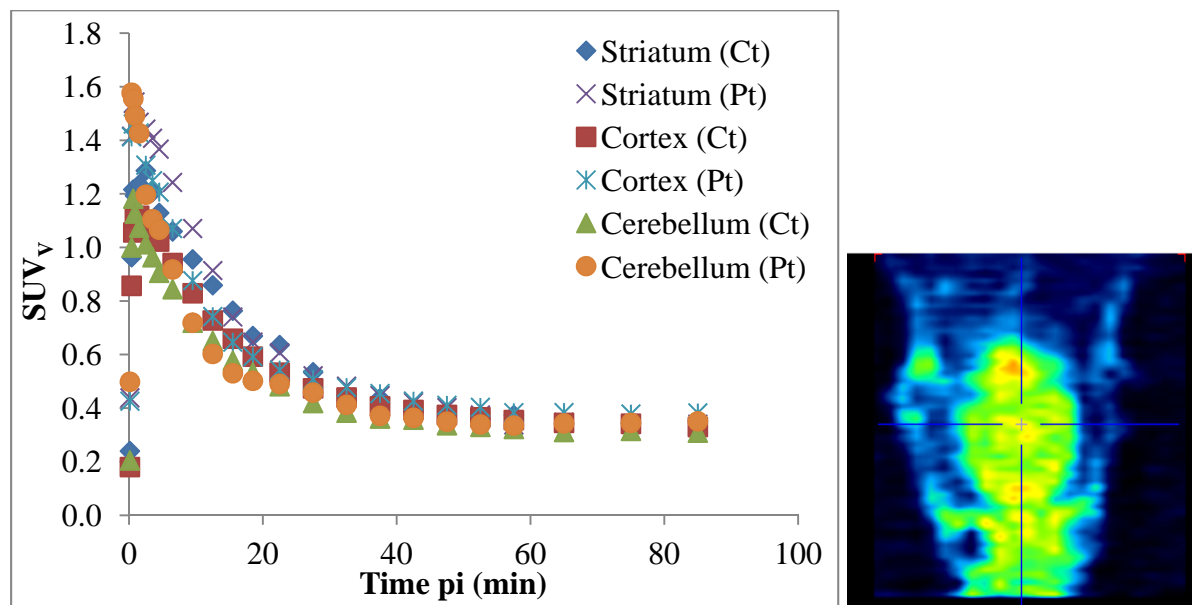 1.8
1.6
1.4
1.2
1.0
0.8
0.6
0.4
0.2
0.0
SUVv
0 20 40 60 80 100
Time pi (min)
Striatum (Ct)
Striatum (Pt)
Cortex (Ct)
Cortex (Pt)
Cerebellum (Ct)
Cerebellum (Pt)